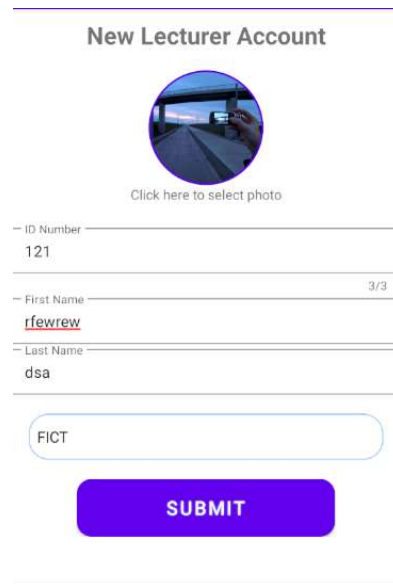 New Lecturer Account
Click here to select photo
ID Number
121
3/3
First Name
rfewrew
Last Name
dsa
FICT
SUBMIT